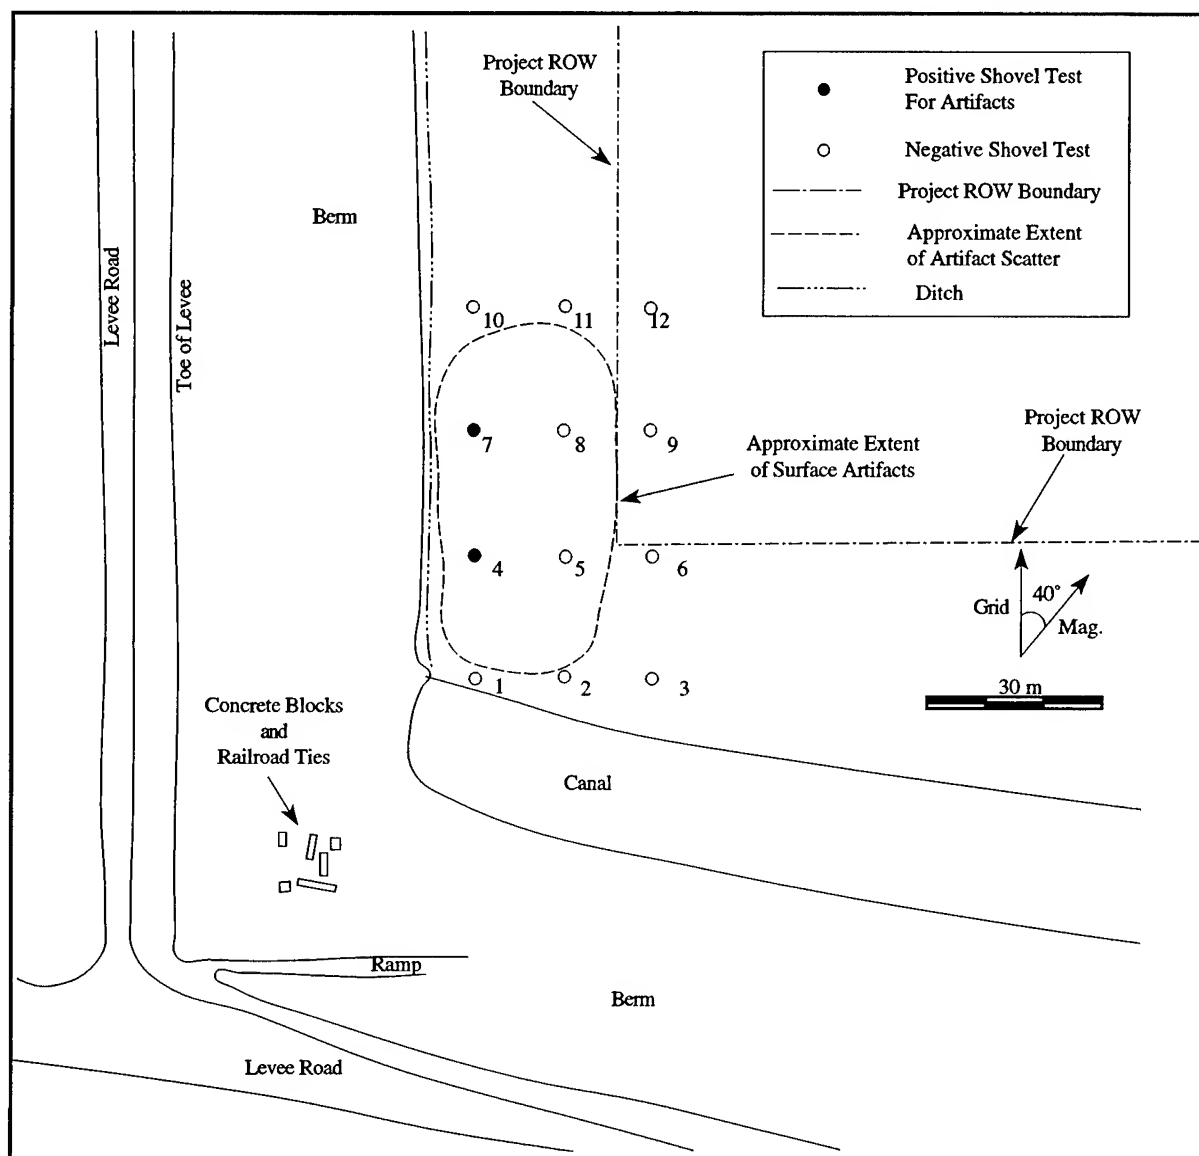 Project ROW
Boundary
Positive Shovel Test
For Artifacts
Negative Shovel Test
Project ROW Boundary
Approximate Extent
of Artifact Scatter
Ditch
Berm
Levee Road
Toe of Levee
10
11
12
7
8
9
Approximate Extent
of Surface Artifacts
Project ROW
Boundary
4
5
6
Grid
40°
Mag.
1
2
3
30 m
Concrete Blocks
and
Railroad Ties
Canal
Ramp
Berm
Levee Road